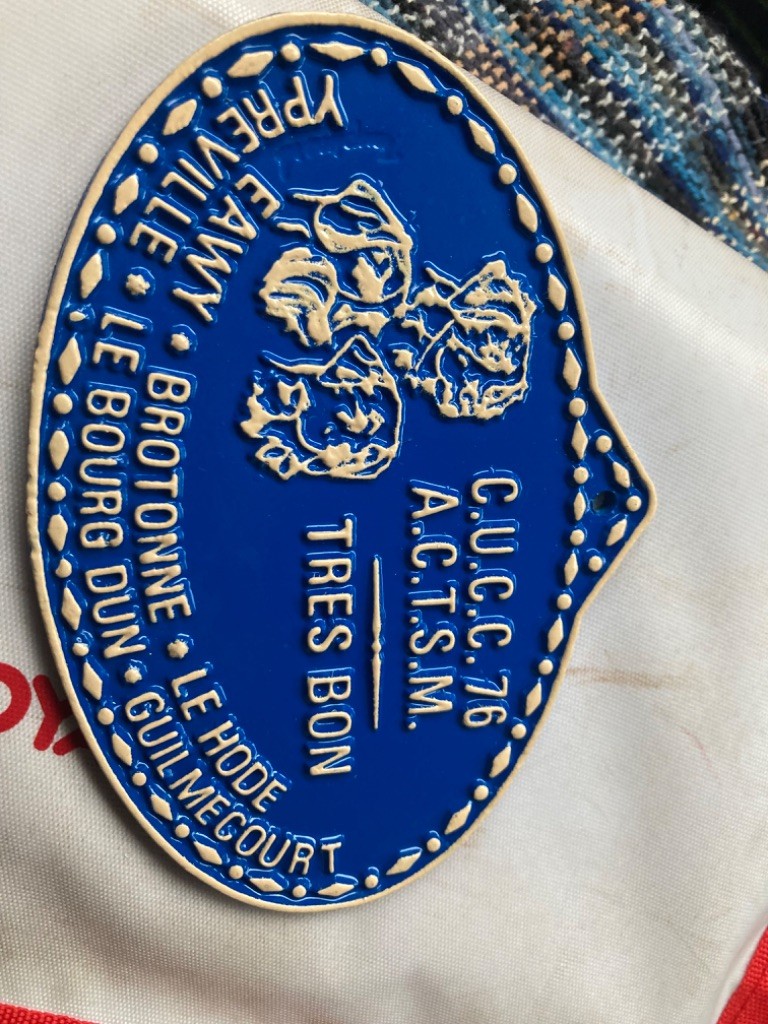 C.U.C.C. 76
A.C.T.S.M.
TRES BON
EAWY * BROTONNE * LE HODE
YPREVILLE * LE BOURG DUN * GUILMECOURT